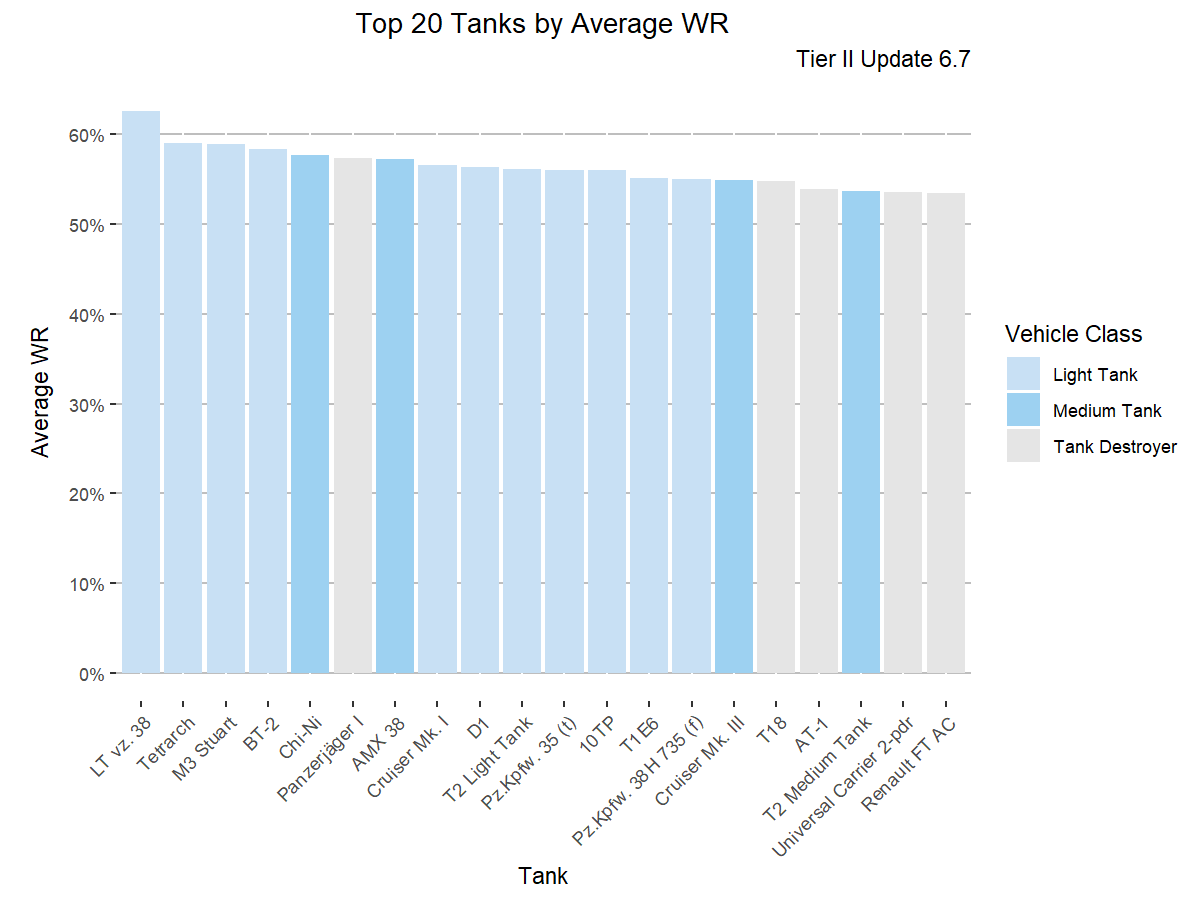 Top 20 Tanks by Average WR
Tier II Update 6.7
Average WR
60%
50%
40%
30%
20%
10%
0%
LT vz. 38
Tetrarch
M3 Stuart
BT-2
Chi-Ni
Panzerjäger I
AMX 38
Cruiser Mk. I
D1
T2 Light Tank
Pz.Kpfw. 35 (t)
10TP
T1E6
Pz.Kpfw. 38 H 735 (f)
Cruiser Mk. III
T18
AT-1
T2 Medium Tank
Universal Carrier 2-pdr
Renault FT AC
Tank
Vehicle Class
Light Tank
Medium Tank
Tank Destroyer